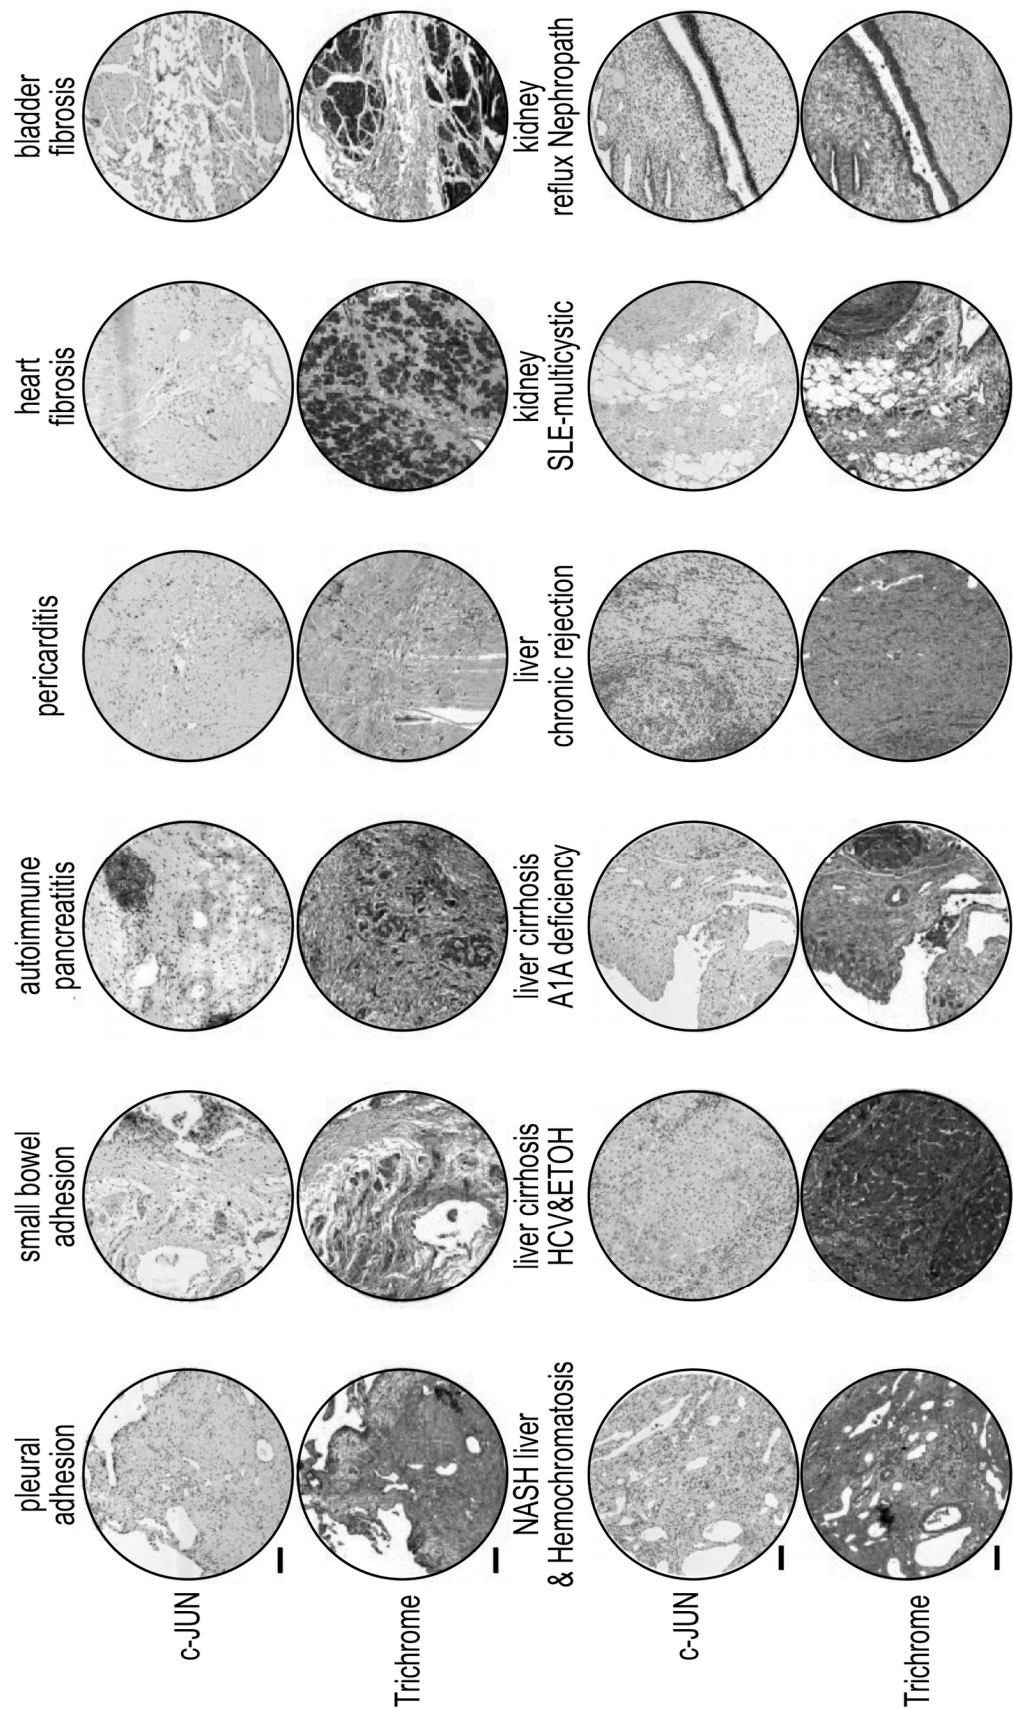 pleural
adhesion
small bowel
adhesion
autoimmune
pancreatitis
pericarditis
heart
fibrosis
bladder
fibrosis
c-JUN
Trichrome
NASH liver
& Hemochromatosis
liver cirrhosis
HCV&ETOH
liver cirrhosis
A1A deficiency
liver
chronic rejection
kidney
SLE-multicystic
kidney
reflux Nephropath
c-JUN
Trichrome